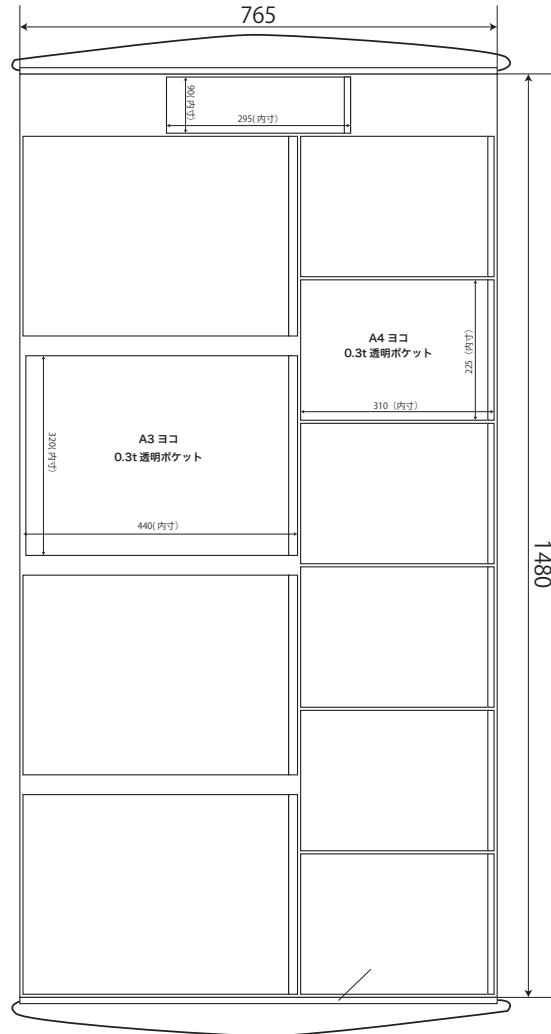 765
90(内寸)
295(内寸)
A4 ヨコ
0.3t 透明ポケット
225(内寸)
310(内寸)
A3 ヨコ
0.3t 透明ポケット
320(内寸)
440(内寸)
1480